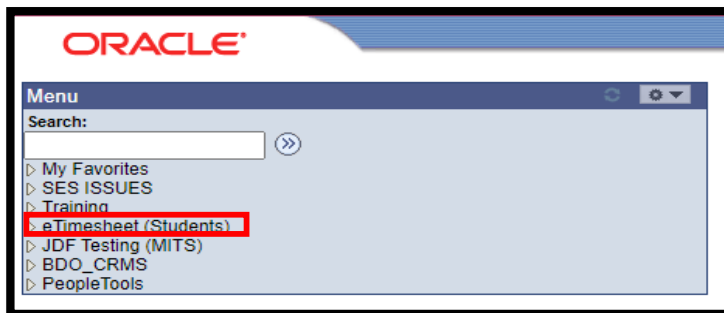 ORACLE
Menu
Search:
My Favorites
SES ISSUES
Training
eTimesheet (Students)
JDF Testing (MITS)
BDO_CRMS
PeopleTools